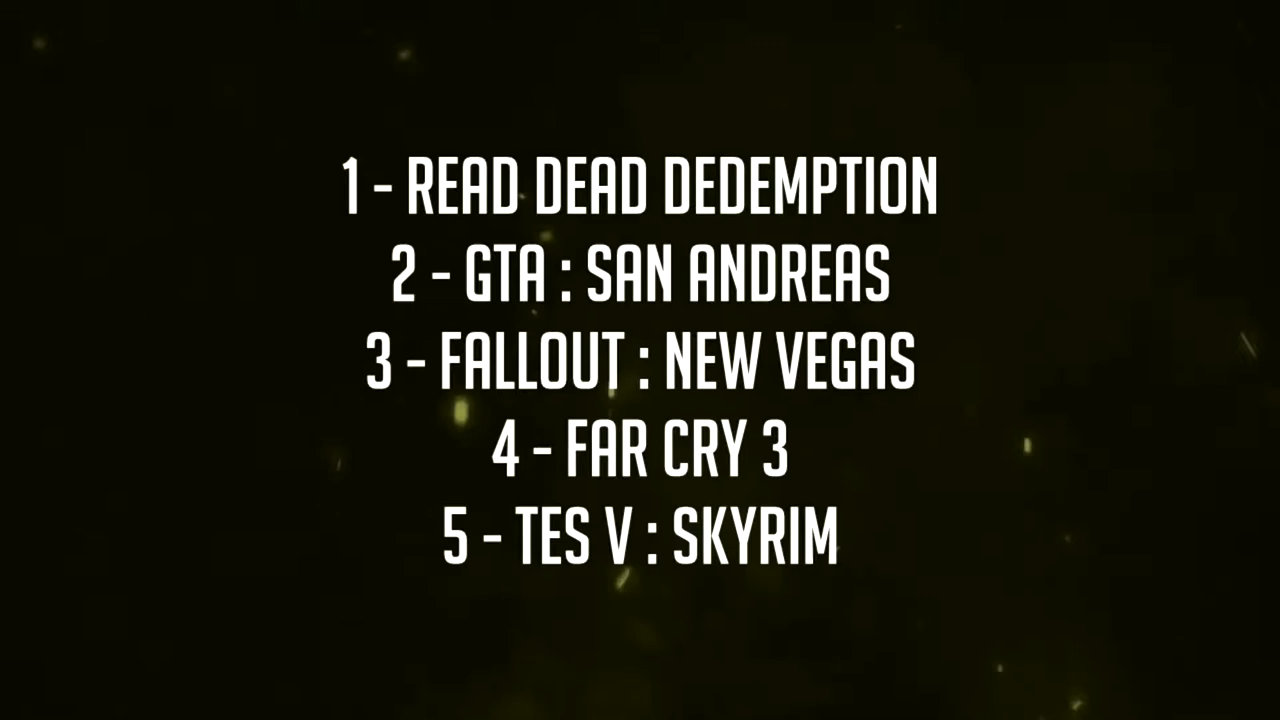 1 - READ DEAD DEDEMPTION
2 - GTA : SAN ANDREAS
3 - FALLOUT : NEW VEGAS
4 - FAR CRY 3
5 - TES V : SKYRIM